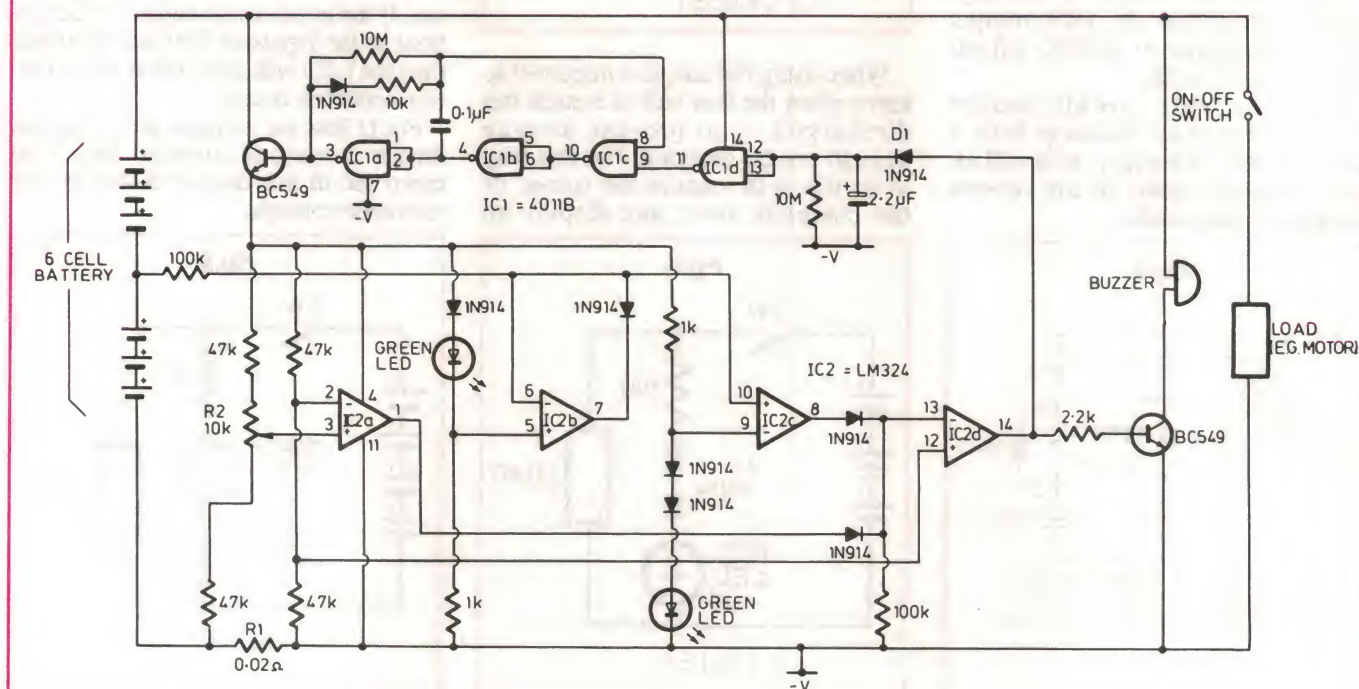 10M
1N914
10k
0·1µF
3
IC1a
1
2
7
-V
4
IC1b
5
6
10
IC1c
8
9
11
14
IC1d
12
13
IC1 = 4011B
D1
1N914
10M
+
2·2µF
-V
ON-OFF
SWITCH
BC549
6 CELL
BATTERY
+
+
+
+
+
+
100k
47k
47k
1N914
GREEN
LED
1N914
1k
IC2 = LM324
BUZZER
LOAD
(E.G. MOTOR)
R2
10k
2
-
3
+
IC2a
4
1
11
6
-
5
+
IC2b
7
10
+
9
-
IC2c
8
1N914
13
-
12
+
IC2d
14
2·2k
BC549
1N914
1N914
1N914
47k
47k
1k
GREEN
LED
100k
R1
0·02Ω
-V